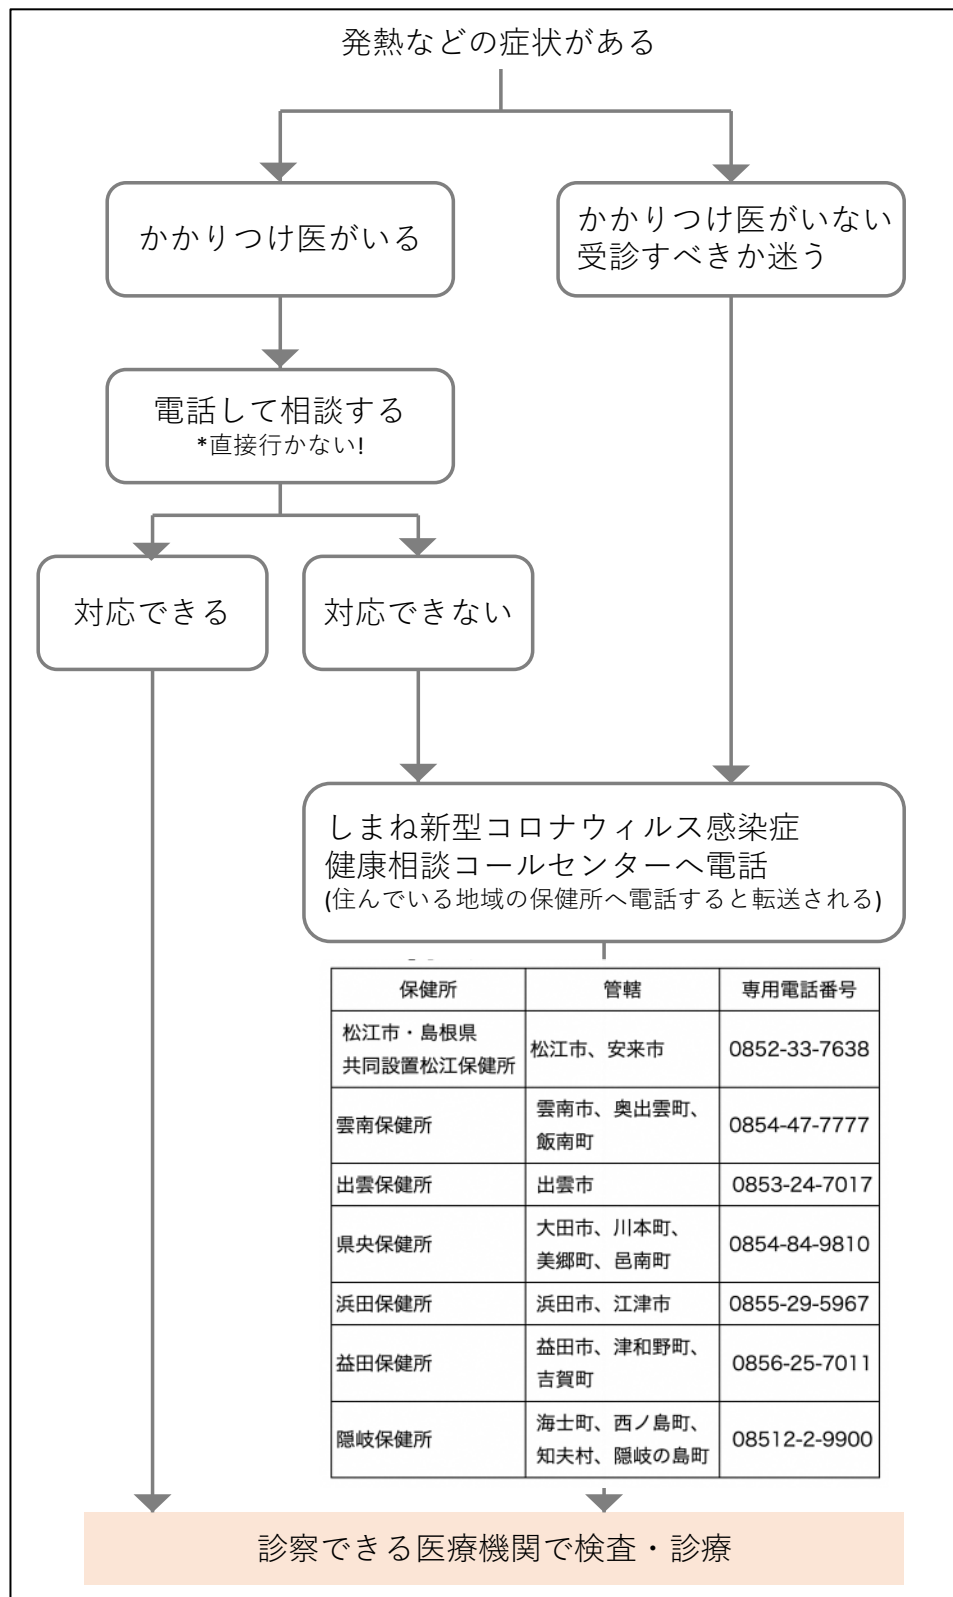 発熱などの症状がある
かかりつけ医がいる
かかりつけ医がいない
受診すべきか迷う
電話して相談する
*直接行かない!
対応できる
対応できない
しまね新型コロナウィルス感染症
健康相談コールセンターへ電話
(住んでいる地域の保健所へ電話すると転送される)
保健所 管轄 専用電話番号
松江市・島根県
共同設置松江保健所
松江市、安来市
0852-33-7638
雲南保健所
雲南市、奥出雲町、
飯南町
0854-47-7777
出雲保健所 出雲市 0853-24-7017
県央保健所
大田市、川本町、
美郷町、邑南町
0854-84-9810
浜田保健所 浜田市、江津市 0855-29-5967
益田保健所
益田市、津和野町、
吉賀町
0856-25-7011
隠岐保健所
海士町、西ノ島町、
知夫村、隠岐の島町
08512-2-9900
診察できる医療機関で検査・診療